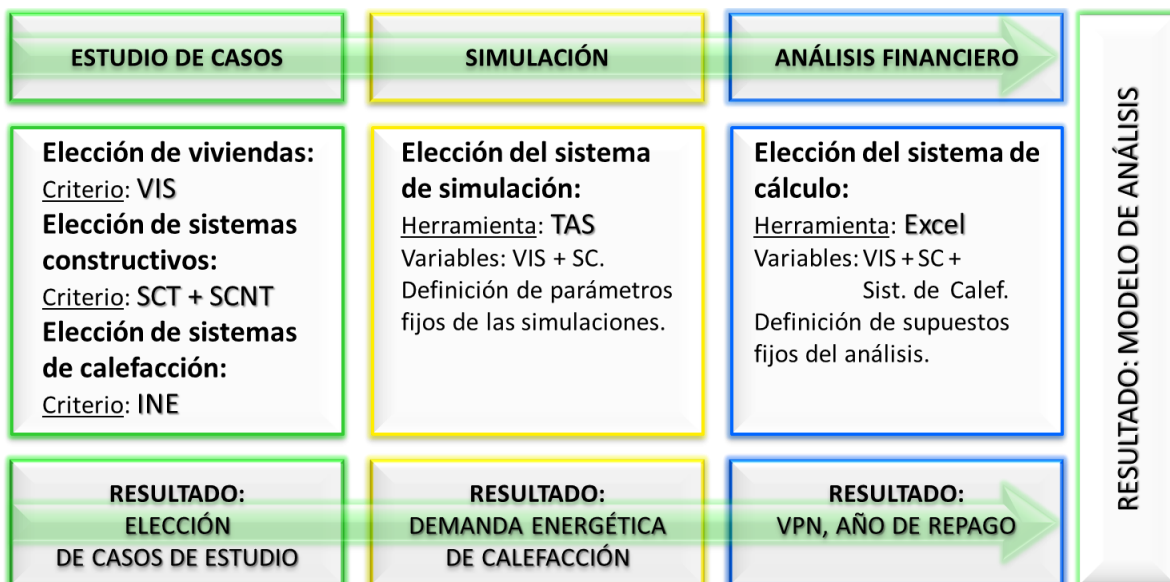 ESTUDIO DE CASOS
SIMULACIÓN
ANÁLISIS FINANCIERO
Elección de viviendas:
Criterio: VIS
Elección de sistemas
constructivos:
Criterio: SCT + SCNT
Elección de sistemas
de calefacción:
Criterio: INE
Elección del sistema
de simulación:
Herramienta: TAS
Variables: VIS + SC.
Definición de parámetros
fijos de las simulaciones.
Elección del sistema de
cálculo:
Herramienta: Excel
Variables: VIS + SC +
Sist. de Calef.
Definición de supuestos
fijos del análisis.
RESULTADO:
ELECCIÓN
DE CASOS DE ESTUDIO
RESULTADO:
DEMANDA ENERGÉTICA
DE CALEFACCIÓN
RESULTADO:
VPN, AÑO DE REPAGO
RESULTADO: MODELO DE ANÁLISIS